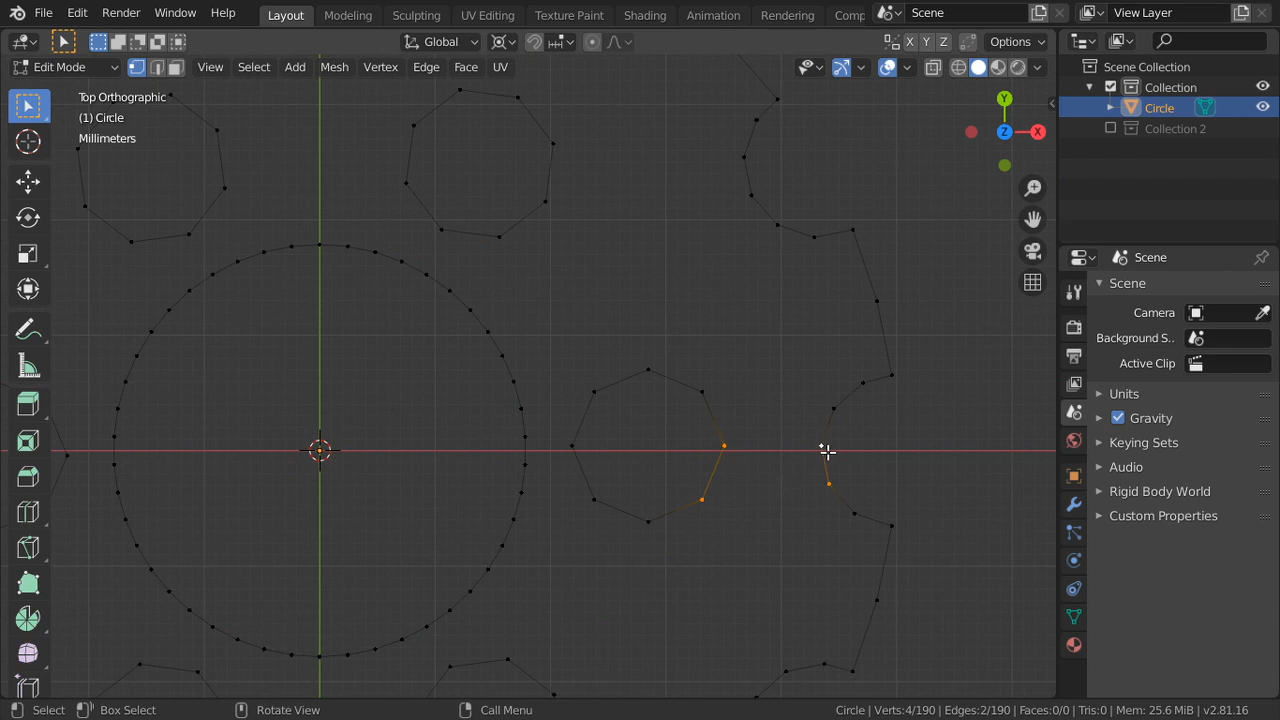 File Edit Render Window Help Layout Modeling Sculpting UV Editing Texture Paint Shading Animation Rendering Comp Scene View Layer
Global X Y Z Options
Edit Mode View Select Add Mesh Vertex Edge Face UV
Top Orthographic
(1) Circle
Millimeters
Y
Z X
Scene Collection
Collection
Circle
Collection 2
Scene
Scene
Camera
Background S..
Active Clip
Units
Gravity
Keying Sets
Audio
Rigid Body World
Custom Properties
Select Box Select Rotate View Call Menu Circle | Verts:4/190 | Edges:2/190 | Faces:0/0 | Tris:0 | Mem: 25.6 MiB | v2.81.16